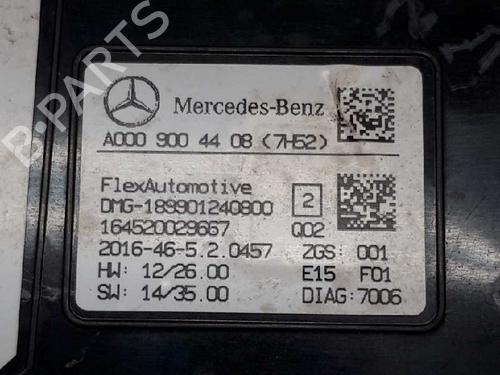 B-PARTS
Mercedes-Benz
A000 900 44 08 (7H52)
FlexAutomotive
DMG-189901240800 2
164520029667 Q02
2016-46-5.2.0457 ZGS: 001
HW: 12/26.00 E15 F01
SW: 14/35.00 DIAG:7006